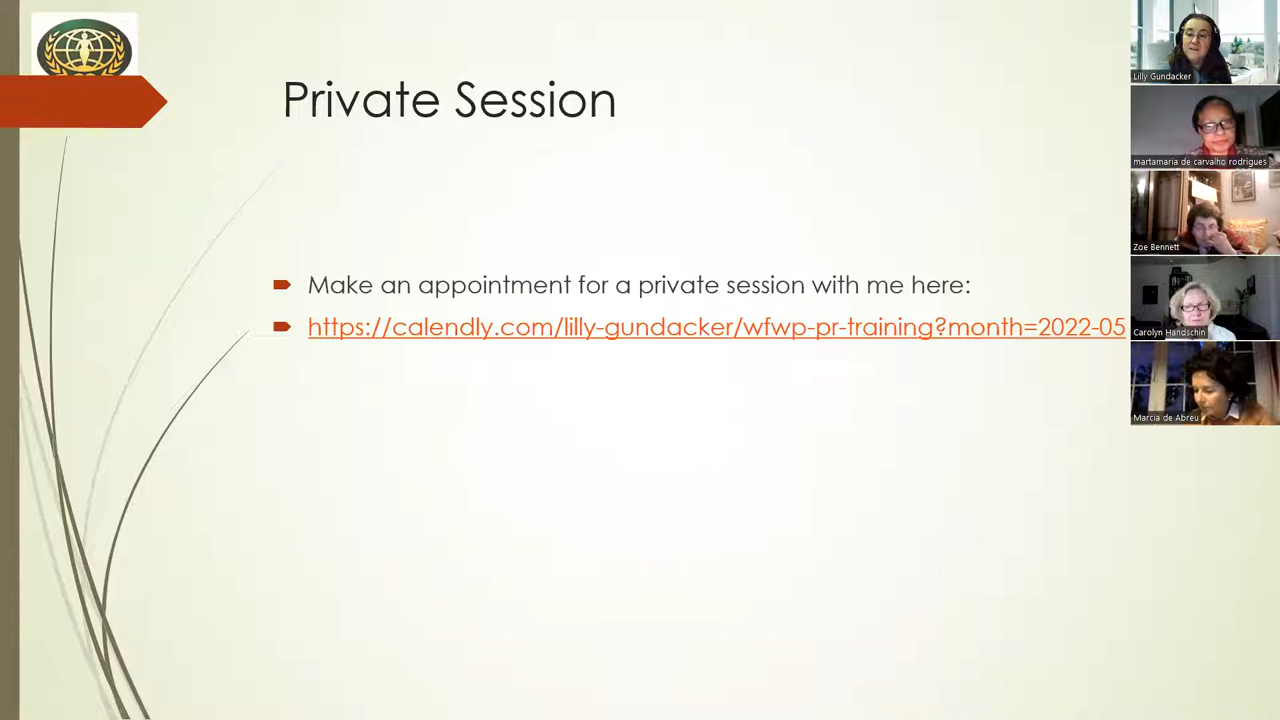 Private Session
Make an appointment for a private session with me here:
https://calendly.com/lilly-gundacker/wfwp-pr-training?month=2022-05
Lilly Gundacker
martamaria de carvalho rodrigues
Zoe Bennett
Carolyn Handschin
Marcia de Abreu